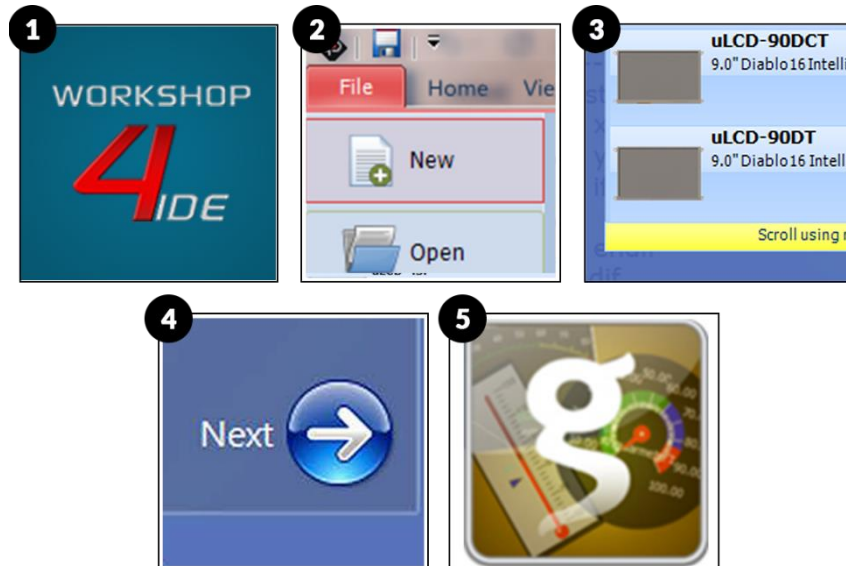 1
WORKSHOP
4
IDE
2
File Home Vie
New
Open
3
uLCD-90DCT
9.0" Diablo16 Intelli
uLCD-90DT
9.0" Diablo16 Intell
Scroll using
4
Next
5
g